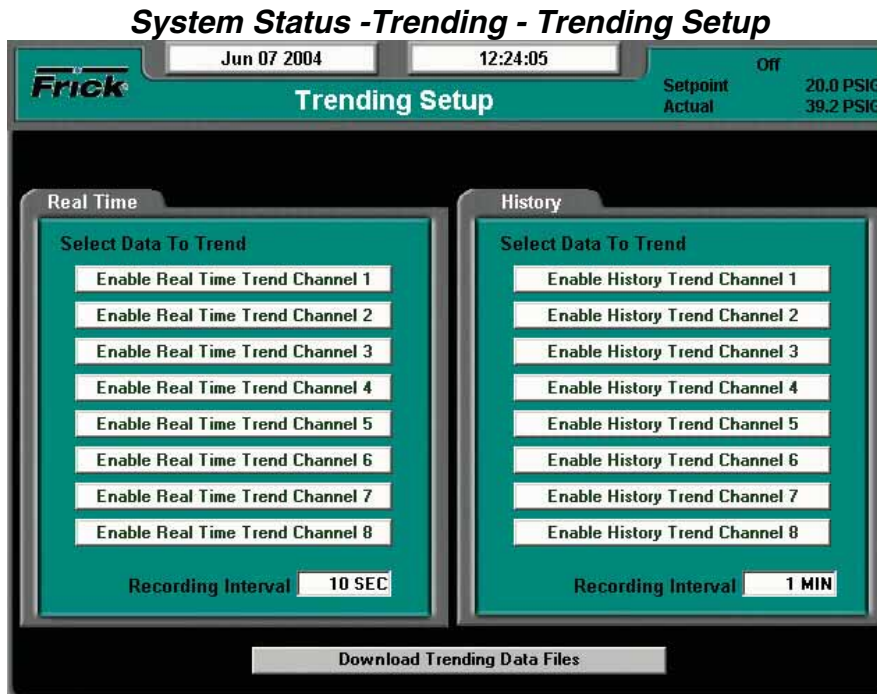 System Status -Trending - Trending Setup
Jun 07 2004
12:24:05
Off
Frick
Trending Setup
Setpoint 20.0 PSIG
Actual 39.2 PSIG
Real Time
Select Data To Trend
Enable Real Time Trend Channel 1
Enable Real Time Trend Channel 2
Enable Real Time Trend Channel 3
Enable Real Time Trend Channel 4
Enable Real Time Trend Channel 5
Enable Real Time Trend Channel 6
Enable Real Time Trend Channel 7
Enable Real Time Trend Channel 8
Recording Interval 10 SEC
History
Select Data To Trend
Enable History Trend Channel 1
Enable History Trend Channel 2
Enable History Trend Channel 3
Enable History Trend Channel 4
Enable History Trend Channel 5
Enable History Trend Channel 6
Enable History Trend Channel 7
Enable History Trend Channel 8
Recording Interval 1 MIN
Download Trending Data Files